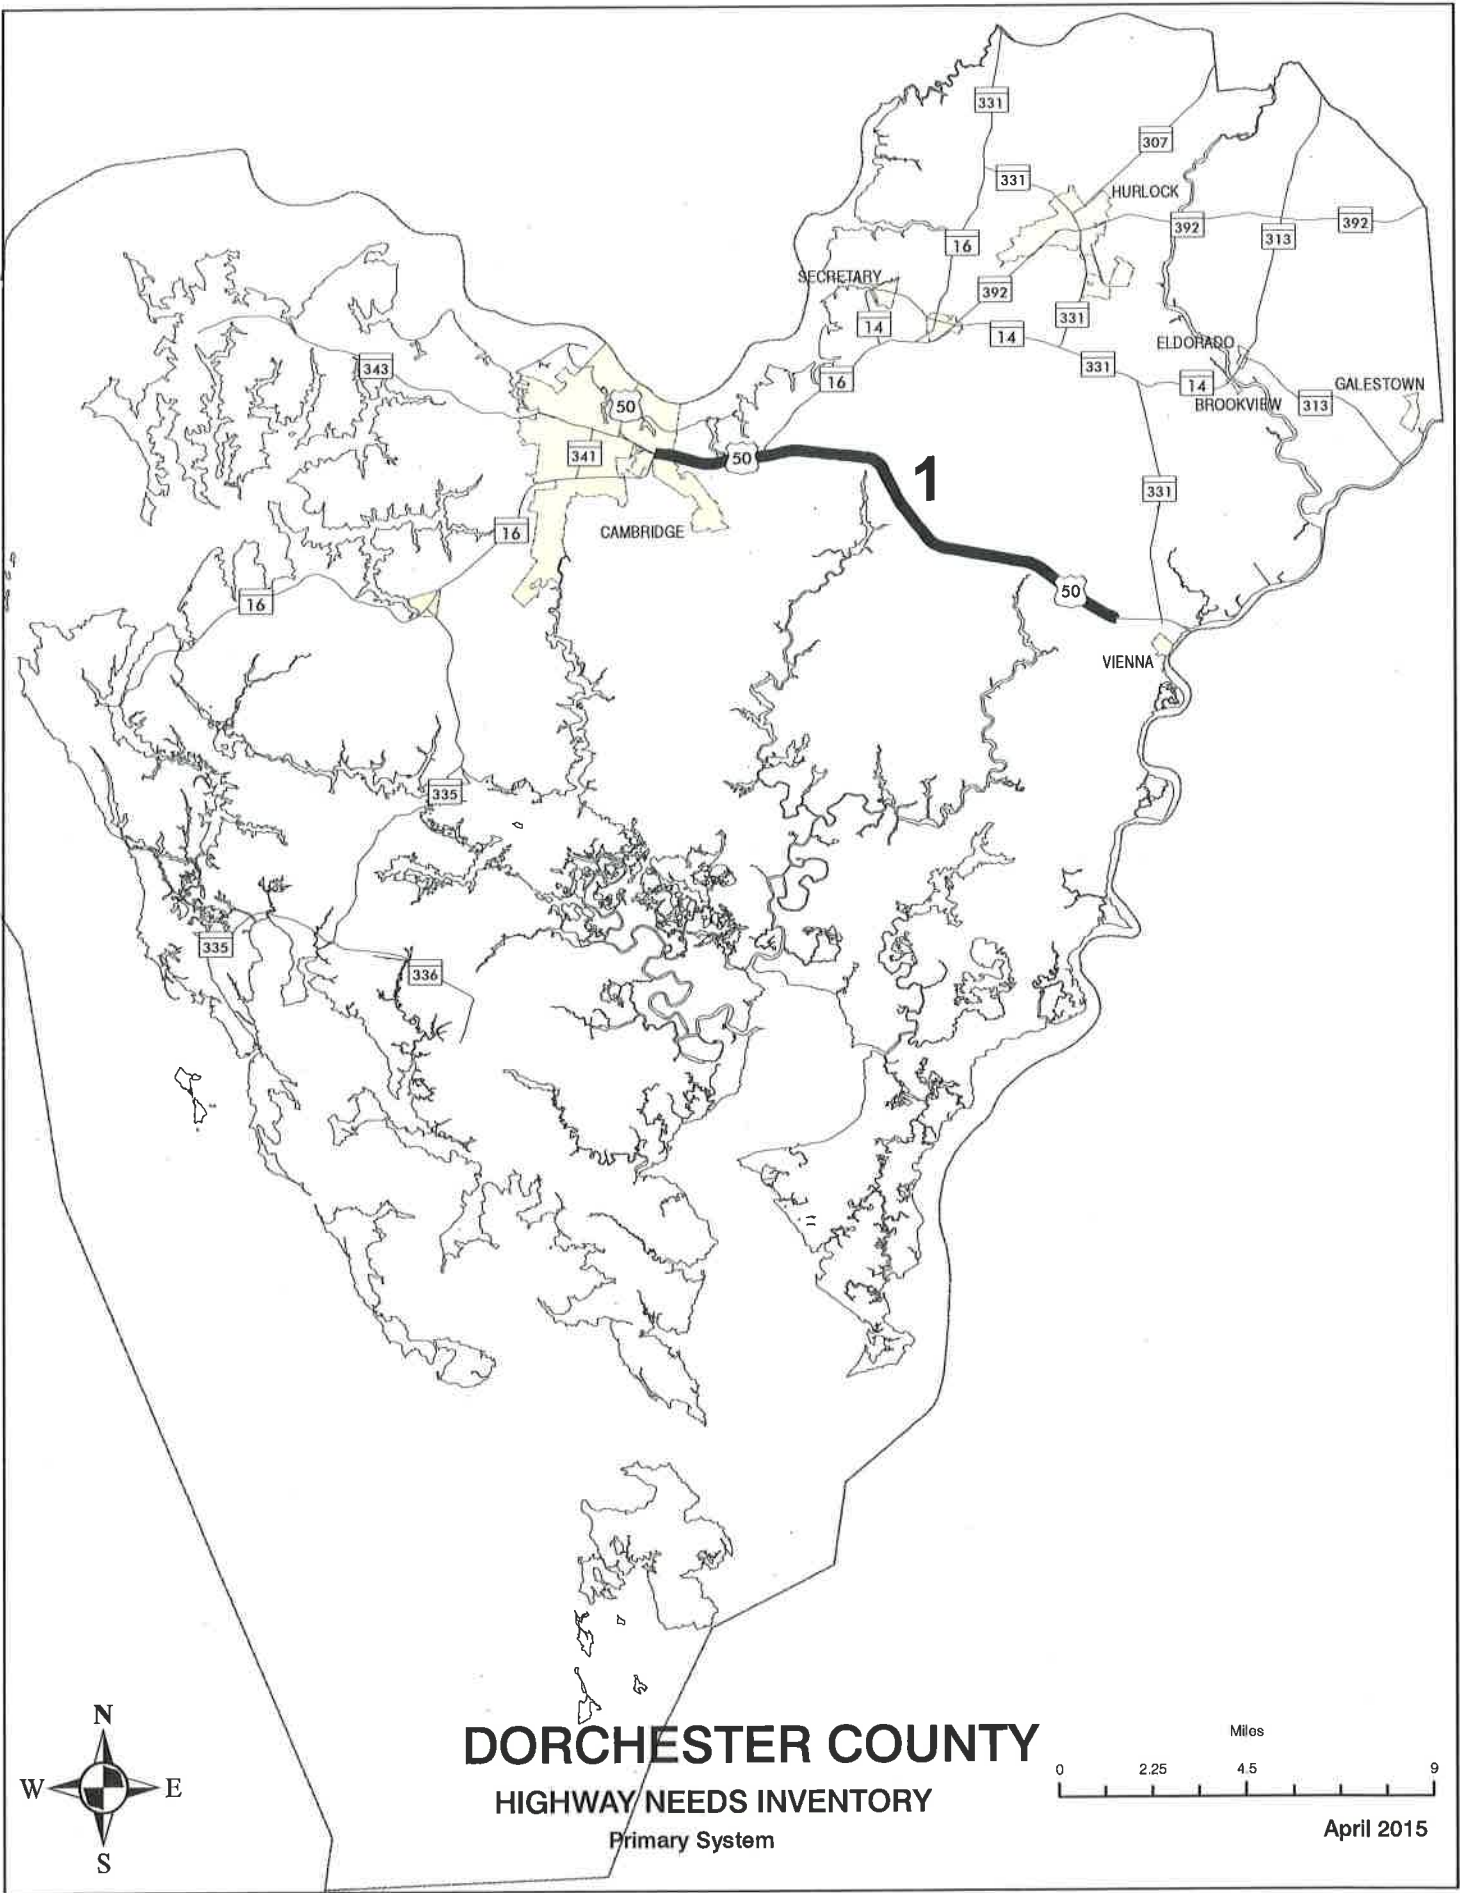 331
307
331
HURLOCK
392
392
313
16
SECRETARY
392
14
331
14
ELDORADO
343
331
16
14
GALESTOWN
50
BROOKVIEW
313
341
50
1
331
16
CAMBRIDGE
50
16
VIENNA
335
335
336
N
W
E
S
DORCHESTER COUNTY
HIGHWAY NEEDS INVENTORY
Primary System
Miles
0 2.25 4.5 9
April 2015